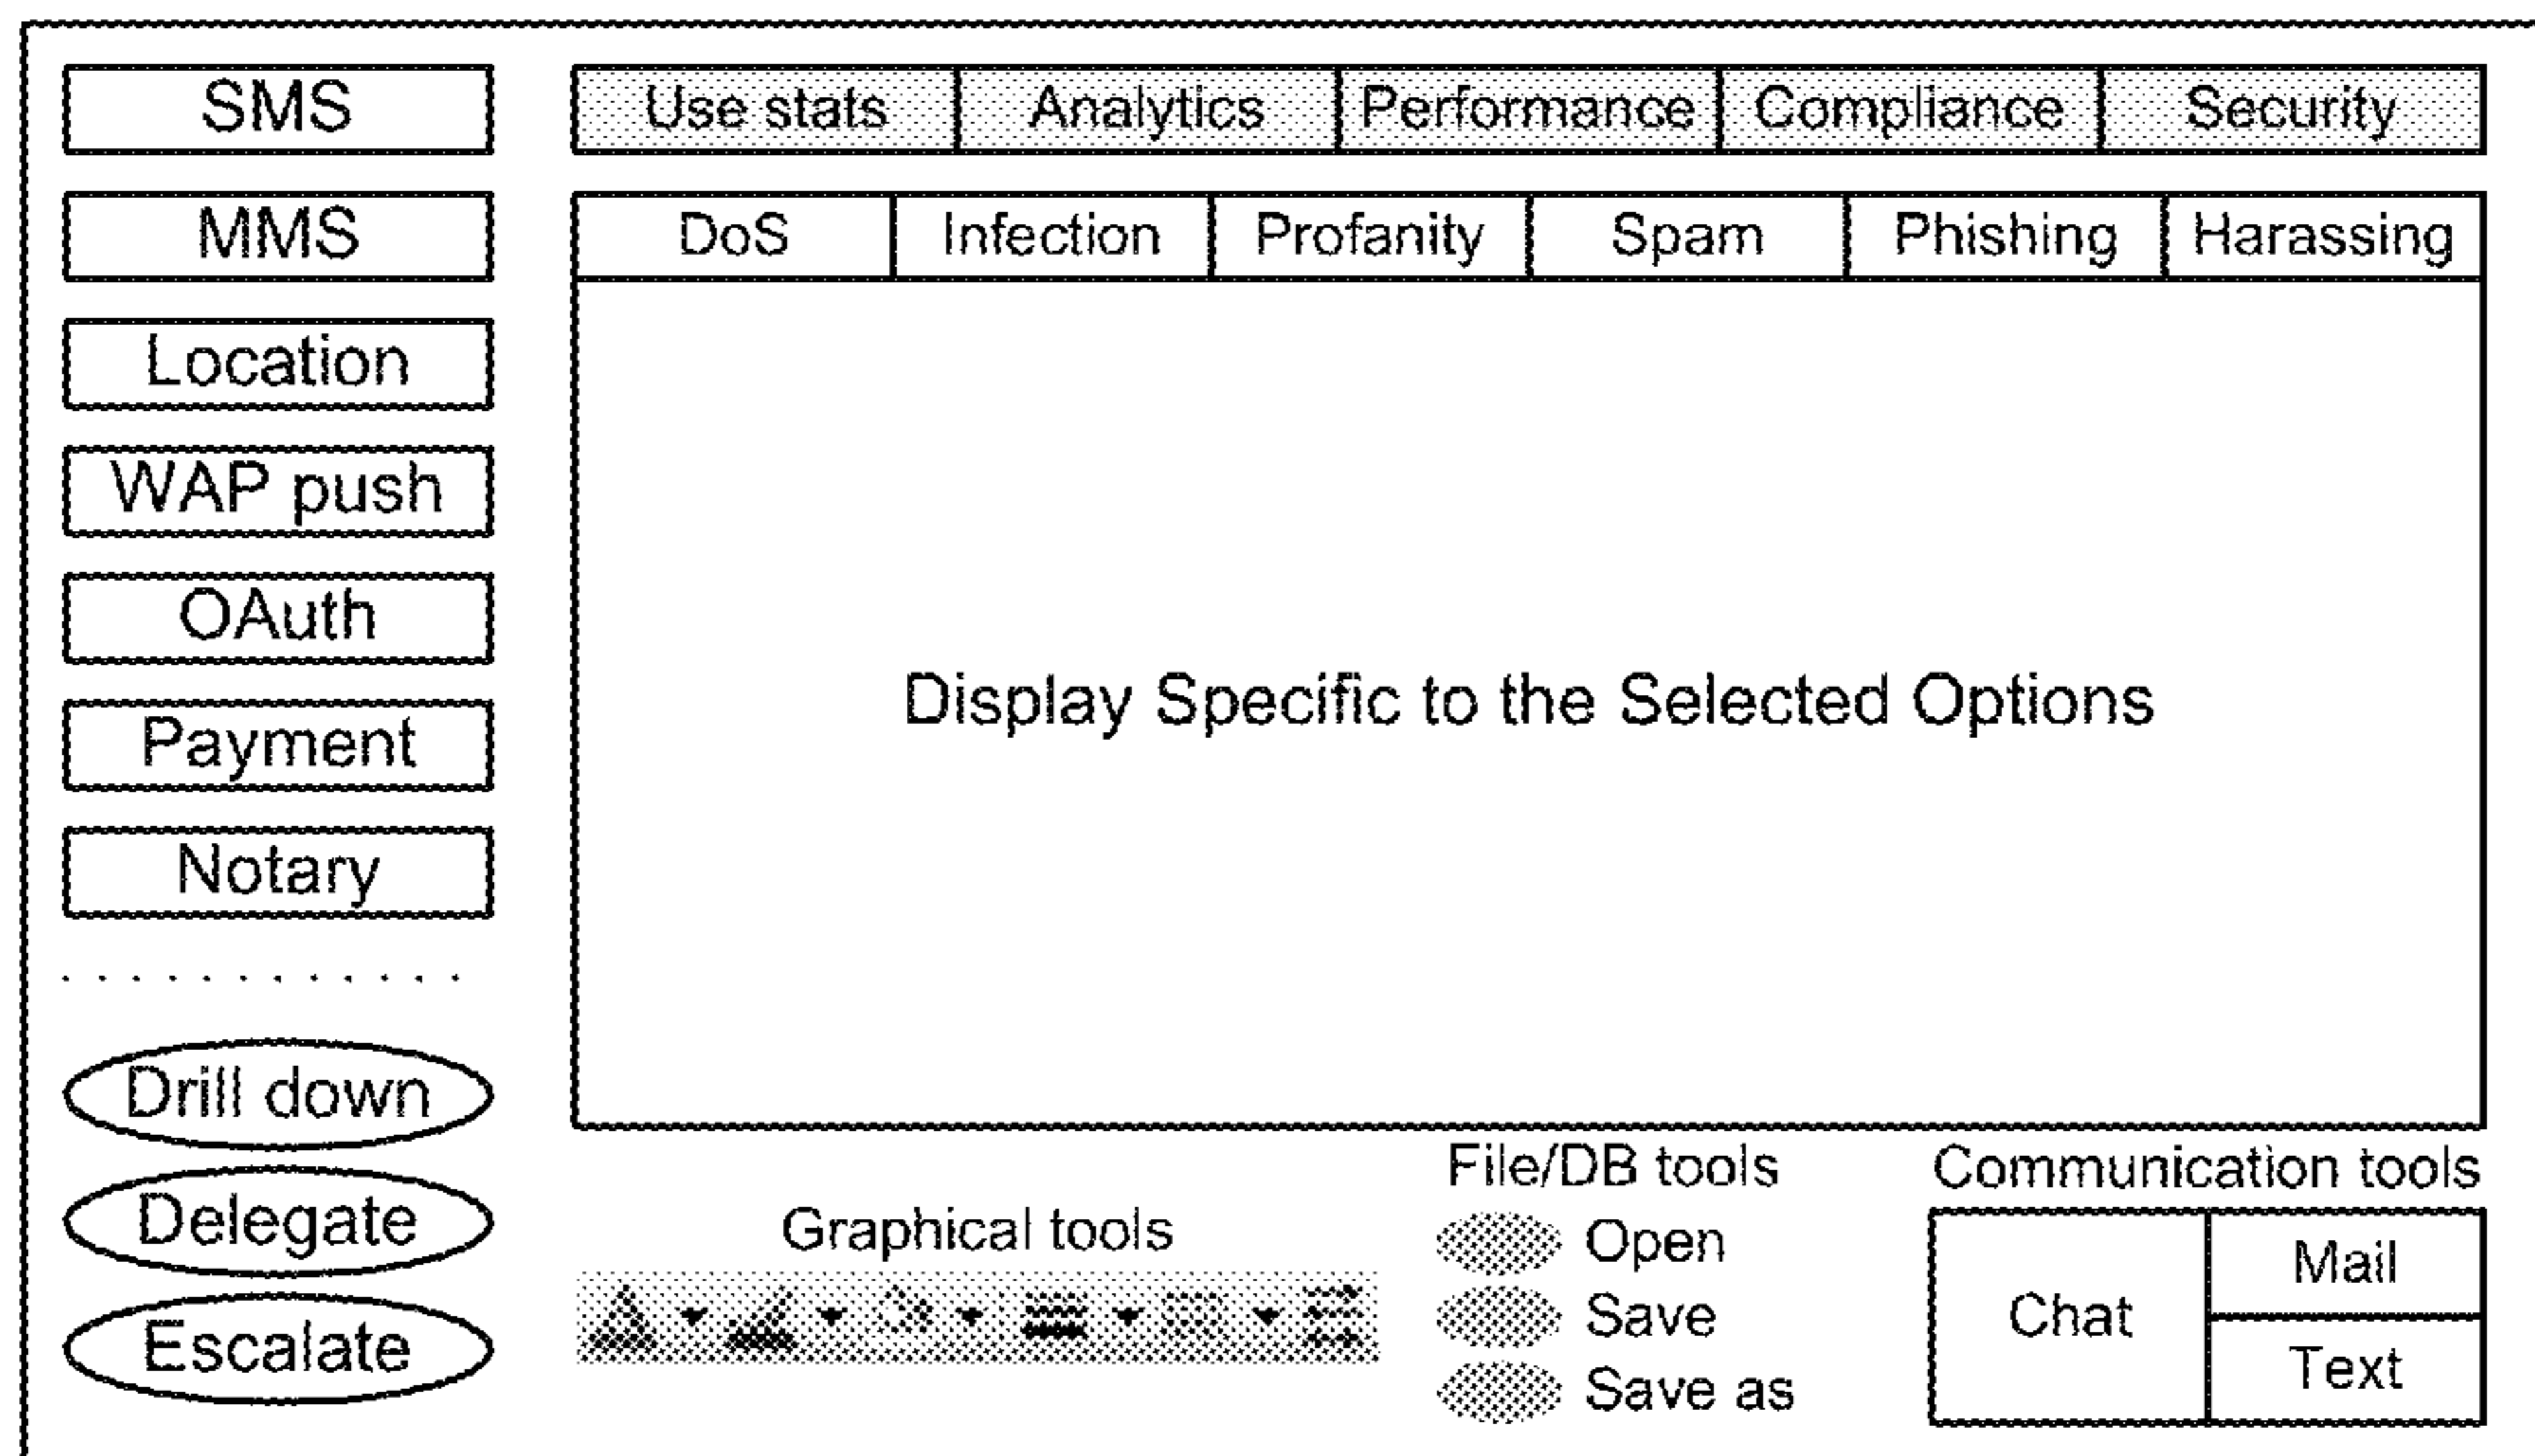 SMS
MMS
Location
WAP push
OAuth
Payment
Notary
Drill down
Delegate
Escalate
Use stats Analytics Performance Compliance Security
DoS Infection Profanity Spam Phishing Harassing
Display Specific to the Selected Options
Graphical tools
File/DB tools
Open
Save
Save as
Communication tools
Chat
Mail
Text